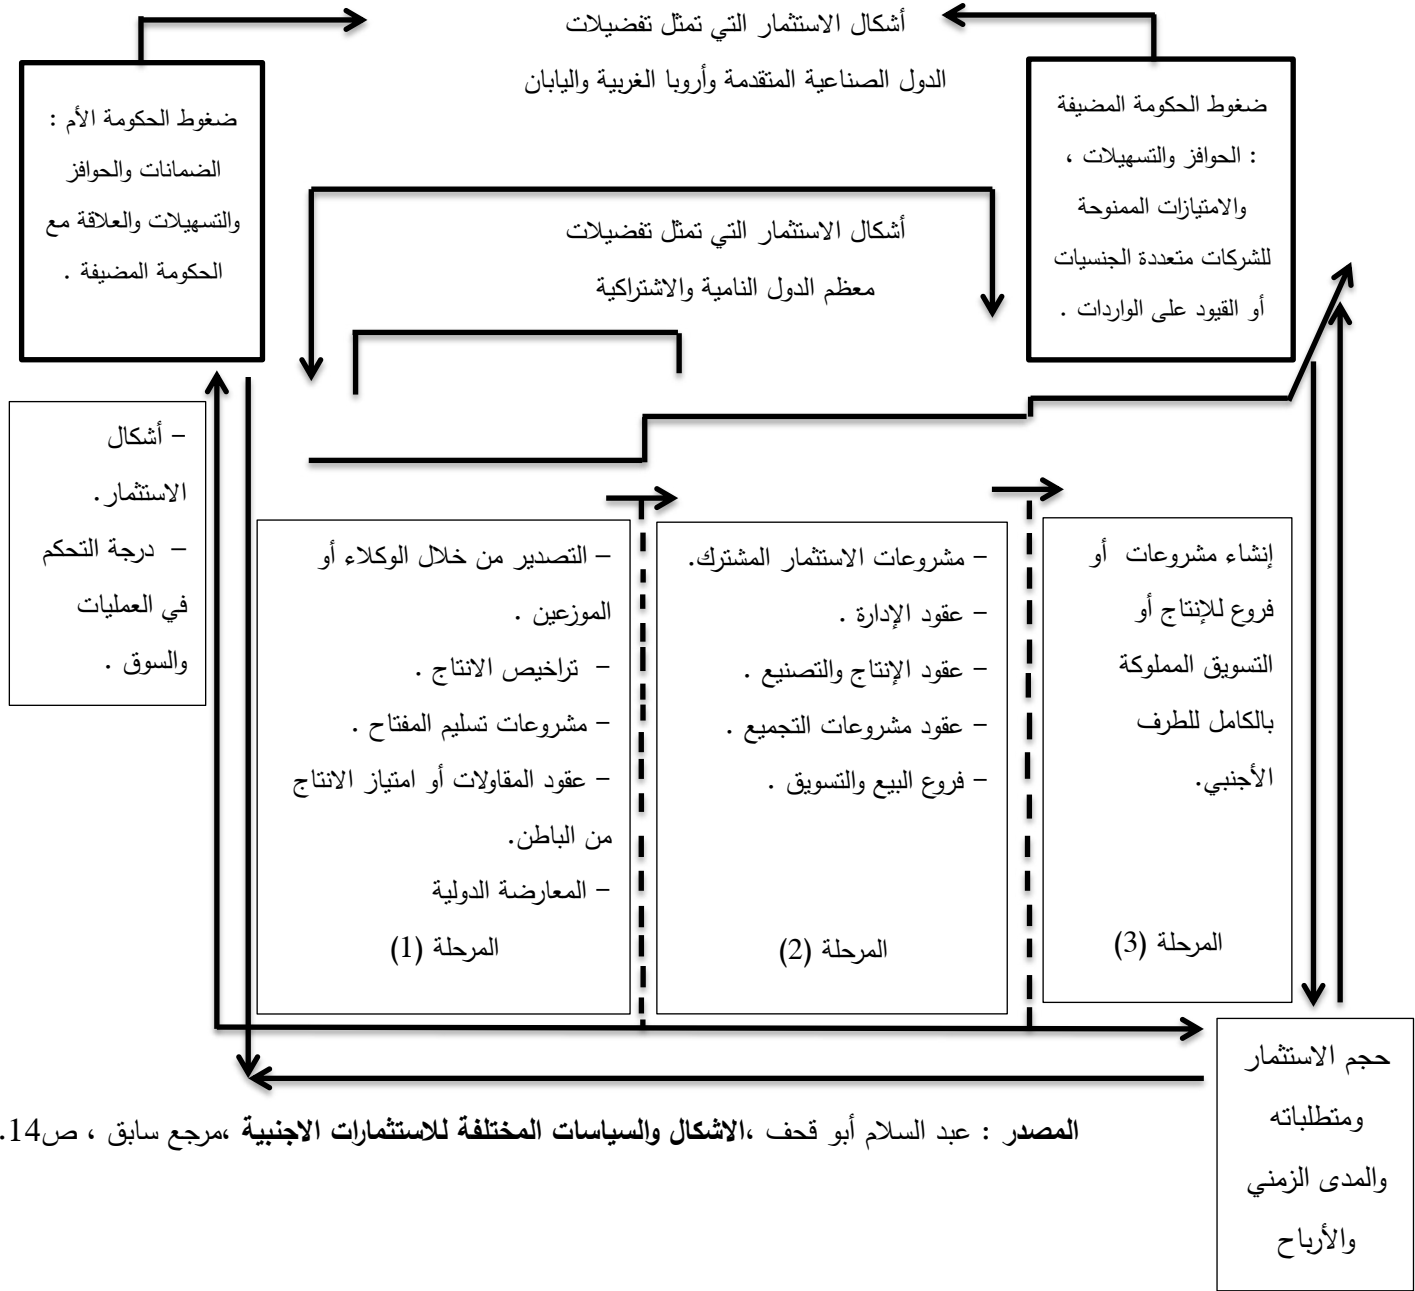 أشكال الاستثمار التي تمثل تفضيلات
الدول الصناعية المتقدمة وأروبا الغربية واليابان
ضغوط الحكومة المضيفة
: الحوافز والتسهيلات ،
والامتيازات الممنوحة
للشركات متعددة الجنسيات
أو القيود على الواردات .
ضغوط الحكومة الأم :
الضمانات والحوافز
والتسهيلات والعلاقة مع
الحكومة المضيفة .
أشكال الاستثمار التي تمثل تفضيلات
معظم الدول النامية والاشتراكية
إنشاء مشروعات أو
فروع للإنتاج أو
التسويق المملوكة
بالكامل للطرف
الأجنبي.
المرحلة (3)
– مشروعات الاستثمار المشترك.
– عقود الإدارة .
– عقود الإنتاج والتصنيع .
– عقود مشروعات التجميع .
– فروع البيع والتسويق .
المرحلة (2)
– التصدير من خلال الوكلاء أو
الموزعين .
– تراخيص الانتاج .
– مشروعات تسليم المفتاح .
– عقود المقاولات أو امتياز الانتاج
من الباطن.
– المعارضة الدولية
المرحلة (1)
– أشكال
الاستثمار.
– درجة التحكم
في العمليات
والسوق .
حجم الاستثمار
ومتطلباته
والمدى الزمني
والأرباح
المصدر : عبد السلام أبو قحف ،الاشكال والسياسات المختلفة للاستثمارات الاجنبية ،مرجع سابق ، ص14.